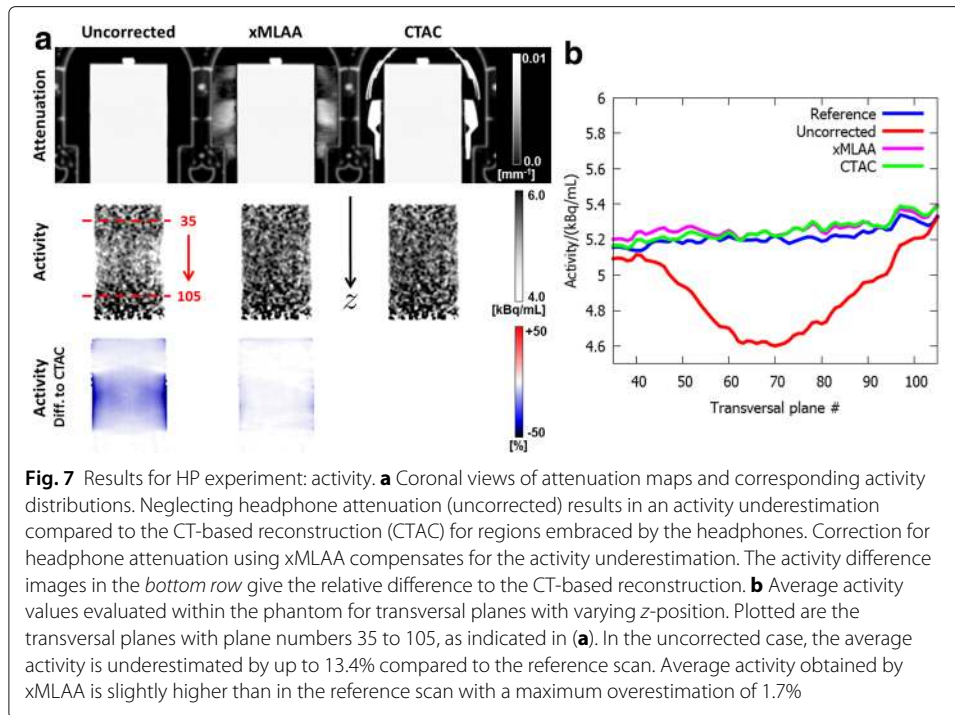 a
Uncorrected xMLAA CTAC
Attenuation
0.01
0.0
[mm⁻¹]
Activity
35
105
z
6.0
4.0
[kBq/mL]
Activity
Diff. to CTAC
+50
-50
[%]
b
Activity/(kBq/mL)
6
5.8
5.6
5.4
5.2
5
4.8
4.6
Reference
Uncorrected
xMLAA
CTAC
40 50 60 70 80 90 100
Transversal plane #
Fig. 7 Results for HP experiment: activity. a Coronal views of attenuation maps and corresponding activity
distributions. Neglecting headphone attenuation (uncorrected) results in an activity underestimation
compared to the CT-based reconstruction (CTAC) for regions embraced by the headphones. Correction for
headphone attenuation using xMLAA compensates for the activity underestimation. The activity difference
images in the bottom row give the relative difference to the CT-based reconstruction. b Average activity
values evaluated within the phantom for transversal planes with varying z-position. Plotted are the
transversal planes with plane numbers 35 to 105, as indicated in (a). In the uncorrected case, the average
activity is underestimated by up to 13.4% compared to the reference scan. Average activity obtained by
xMLAA is slightly higher than in the reference scan with a maximum overestimation of 1.7%